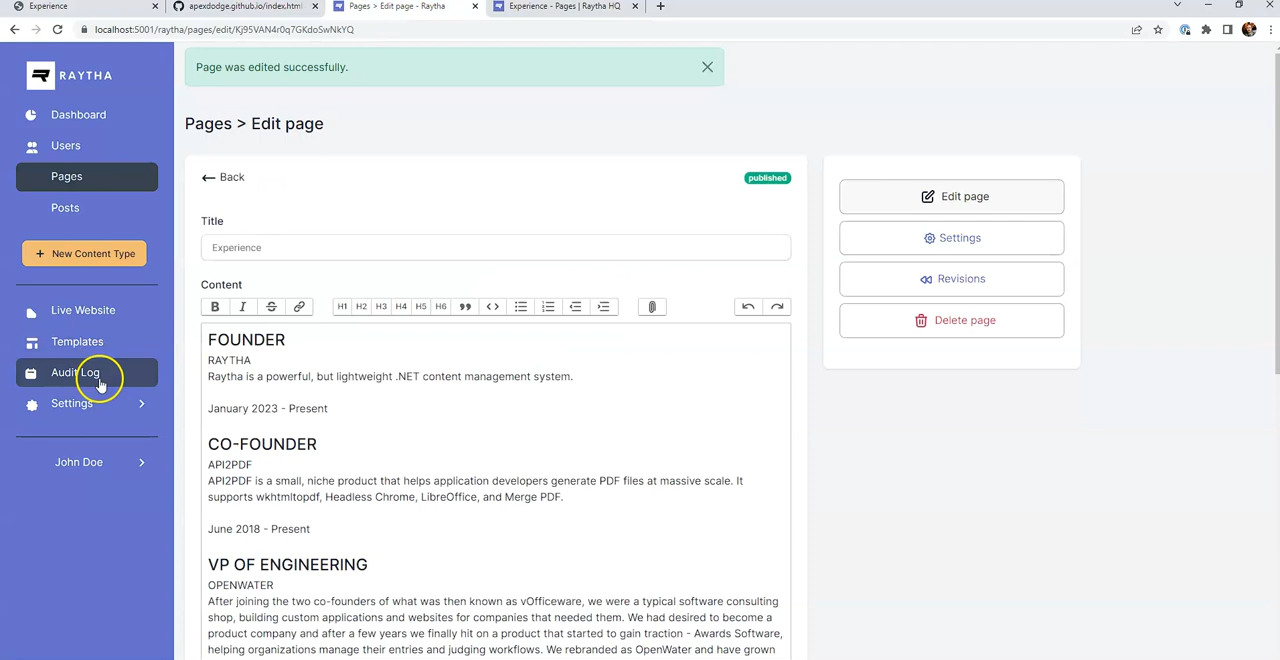 Experience
apexdodge.github.io/index.html
Pages > Edit page - Raytha
Experience - Pages | Raytha HQ
localhost:5001/raytha/pages/edit/Kj95VAN4r0q7GKdoSwNkYQ
RAYTHA
Dashboard
Users
Pages
Posts
+ New Content Type
Live Website
Templates
Audit Log
Settings
John Doe
Page was edited successfully.
Pages > Edit page
Back
published
Title
Experience
Content
B I S H1 H2 H3 H4 H5 H6
FOUNDER
RAYTHA
Raytha is a powerful, but lightweight .NET content management system.
January 2023 - Present
CO-FOUNDER
API2PDF
API2PDF is a small, niche product that helps application developers generate PDF files at massive scale. It
supports wkhtmltopdf, Headless Chrome, LibreOffice, and Merge PDF.
June 2018 - Present
VP OF ENGINEERING
OPENWATER
After joining the two co-founders of what was then known as vOfficeware, we were a typical software consulting
shop, building custom applications and websites for companies that needed them. We had desired to become a
product company and after a few years we finally hit on a product that started to gain traction - Awards Software,
helping organizations manage their entries and judging workflows. We rebranded as OpenWater and have grown
Edit page
Settings
Revisions
Delete page